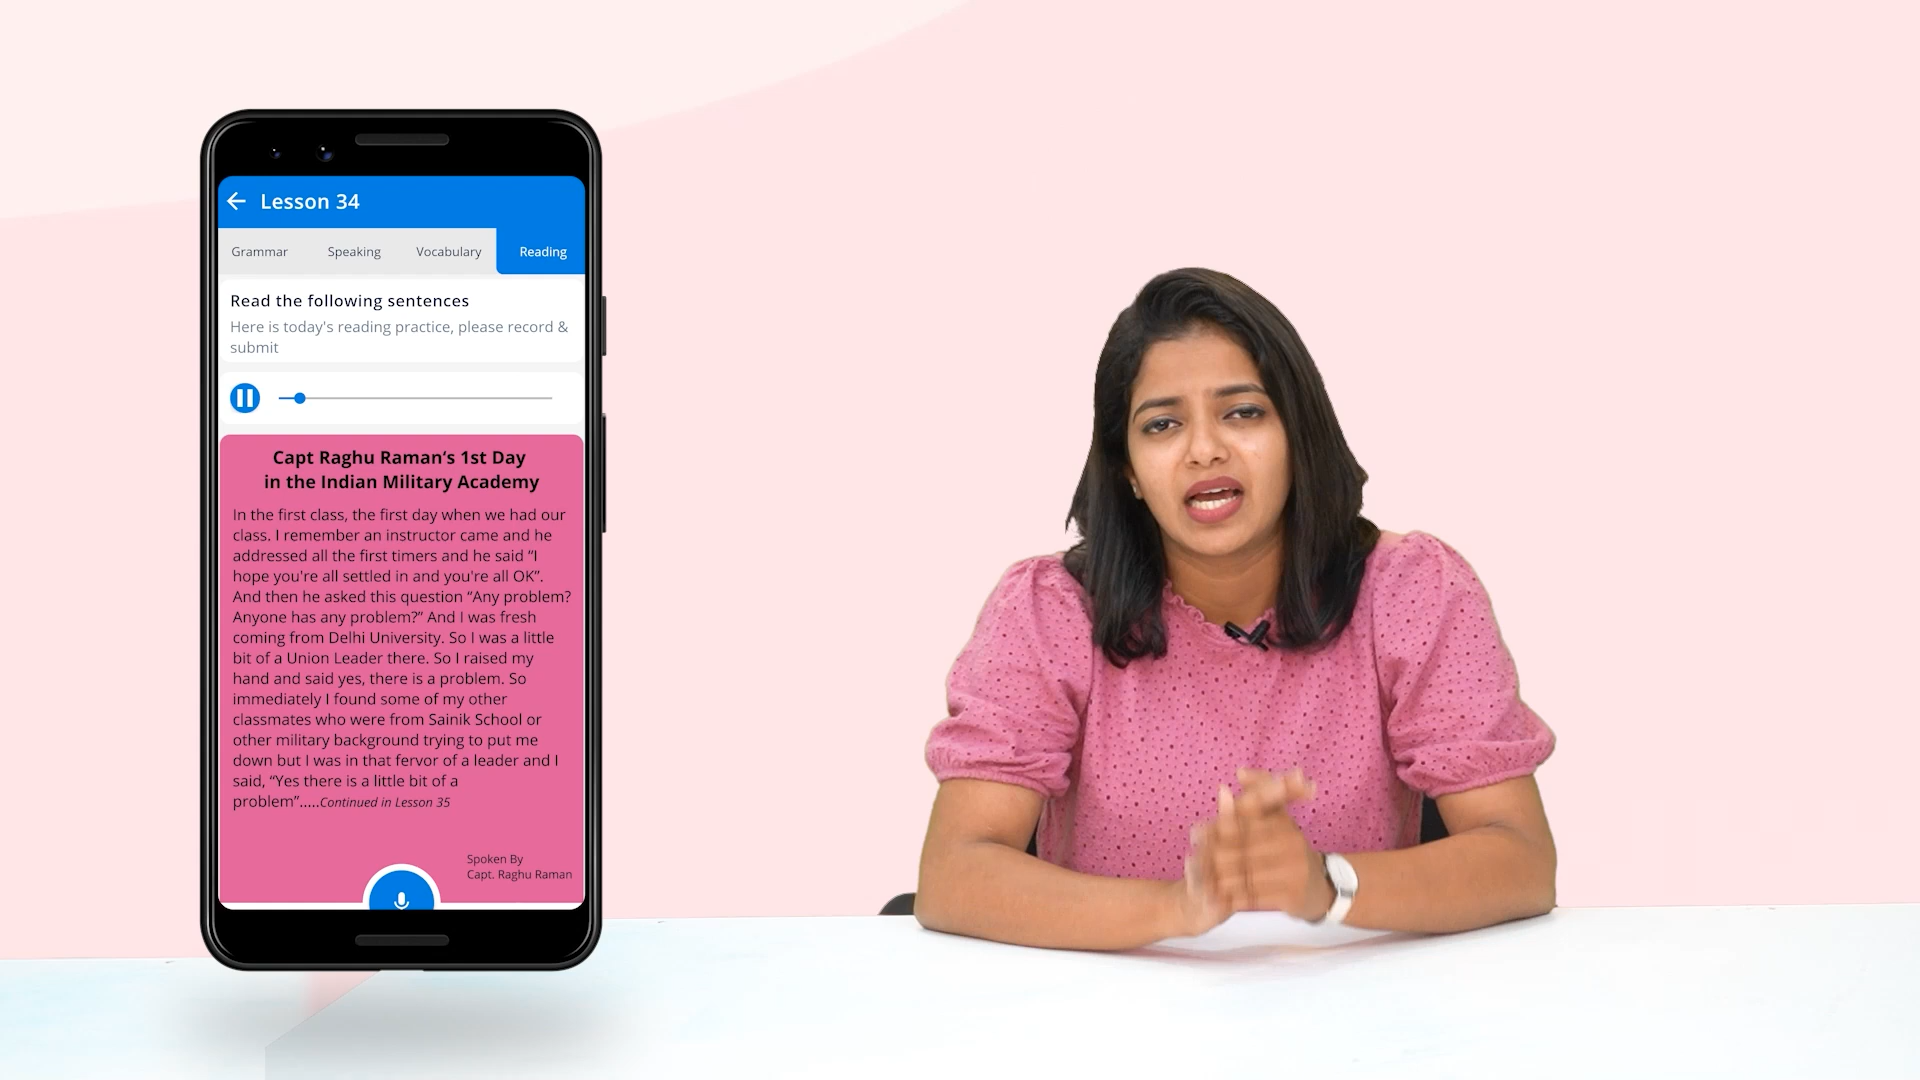 Lesson 34
Grammar Speaking Vocabulary Reading
Read the following sentences
Here is today's reading practice, please record &
submit
Capt Raghu Raman‘s 1st Day
in the Indian Military Academy
In the first class, the first day when we had our
class. I remember an instructor came and he
addressed all the first timers and he said “I
hope you're all settled in and you're all OK”.
And then he asked this question “Any problem?
Anyone has any problem?” And I was fresh
coming from Delhi University. So I was a little
bit of a Union Leader there. So I raised my
hand and said yes, there is a problem. So
immediately I found some of my other
classmates who were from Sainik School or
other military background trying to put me
down but I was in that fervor of a leader and I
said, “Yes there is a little bit of a
problem”.....Continued in Lesson 35
Spoken By
Capt. Raghu Raman